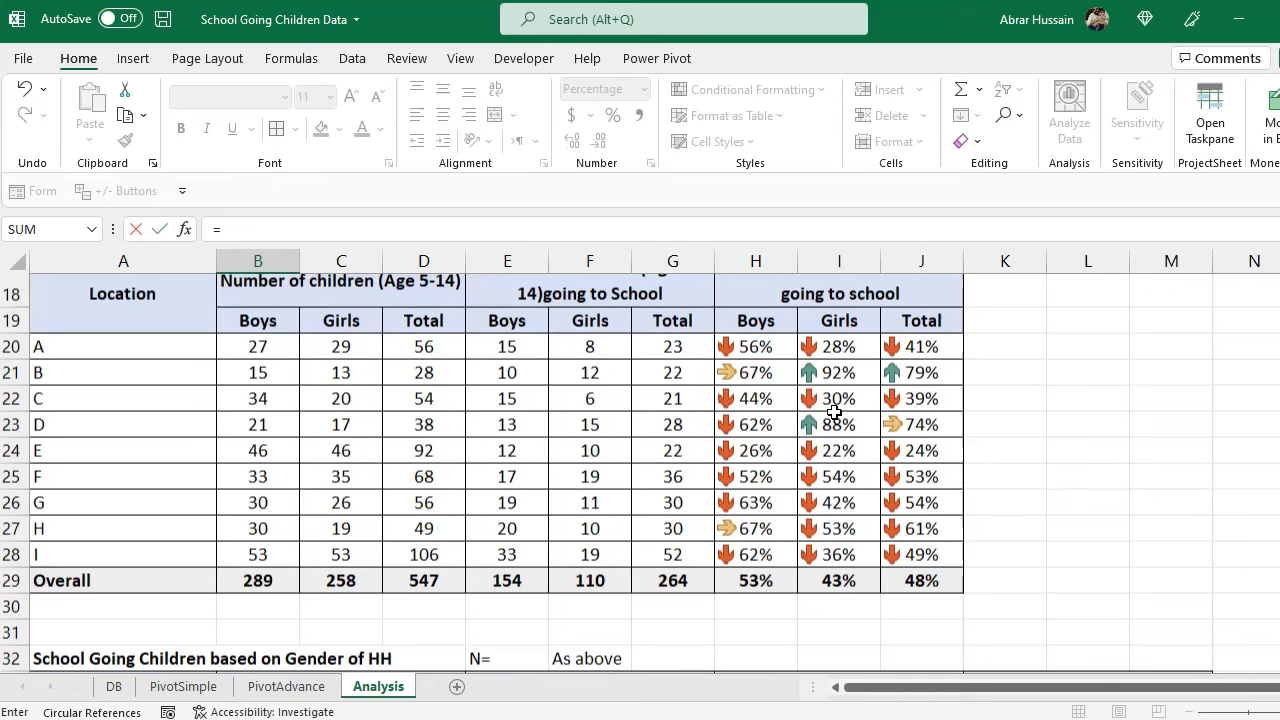 AutoSave Off School Going Children Data Search (Alt+Q) Abrar Hussain
File Home Insert Page Layout Formulas Data Review View Developer Help Power Pivot Comments
11 Percentage Conditional Formatting Insert
Paste B I U A $ % Format as Table Delete Analyze Data Sensitivity Open Taskpane
Cell Styles Format
Undo Clipboard Font Alignment Number Styles Cells Editing Analysis Sensitivity ProjectSheet
Form +/- Buttons
SUM fx =
A B C D E F G H I J K L M N
Number of children (Age 5-14)
18 Location 14)going to School going to school
19 Boys Girls Total Boys Girls Total Boys Girls Total
20 A 27 29 56 15 8 23 56% 28% 41%
21 B 15 13 28 10 12 22 67% 92% 79%
22 C 34 20 54 15 6 21 44% 30% 39%
23 D 21 17 38 13 15 28 62% 88% 74%
24 E 46 46 92 12 10 22 26% 22% 24%
25 F 33 35 68 17 19 36 52% 54% 53%
26 G 30 26 56 19 11 30 63% 42% 54%
27 H 30 19 49 20 10 30 67% 53% 61%
28 I 53 53 106 33 19 52 62% 36% 49%
29 Overall 289 258 547 154 110 264 53% 43% 48%
30
31
32 School Going Children based on Gender of HH N= As above
DB PivotSimple PivotAdvance Analysis
Enter Circular References Accessibility: Investigate